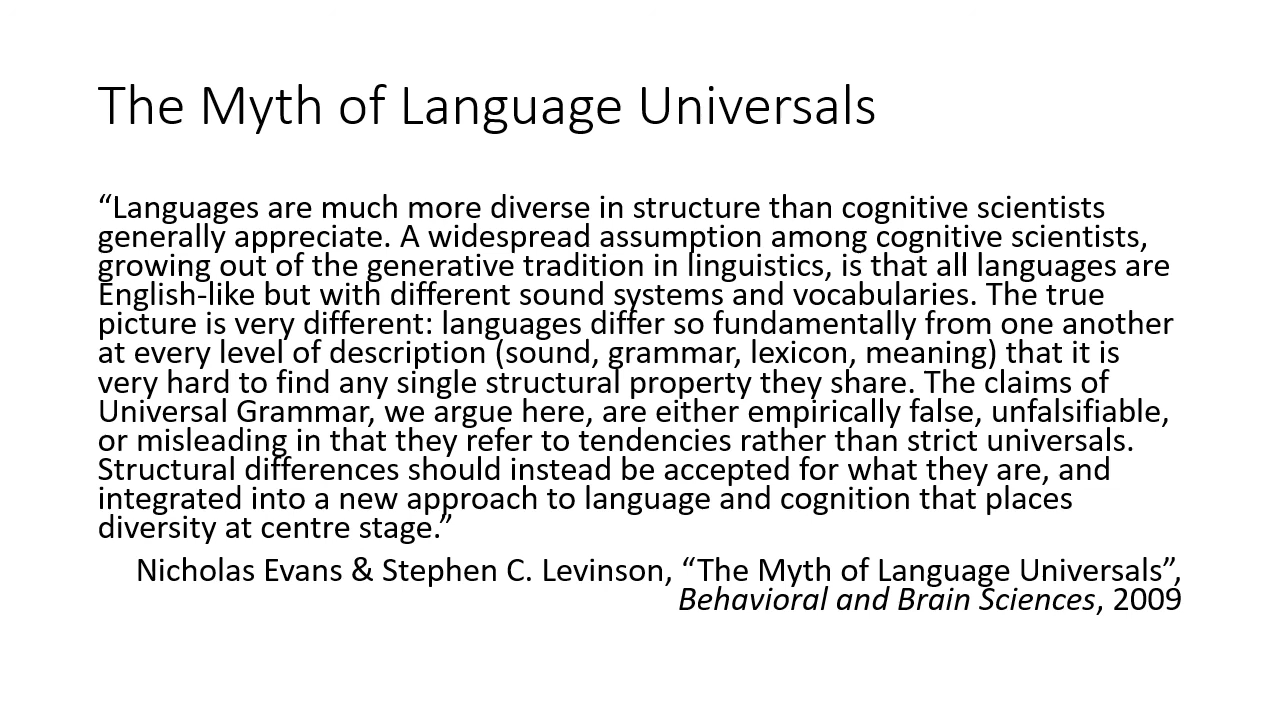 The Myth of Language Universals
“Languages are much more diverse in structure than cognitive scientists
generally appreciate. A widespread assumption among cognitive scientists,
growing out of the generative tradition in linguistics, is that all languages are
English-like but with different sound systems and vocabularies. The true
picture is very different: languages differ so fundamentally from one another
at every level of description (sound, grammar, lexicon, meaning) that it is
very hard to find any single structural property they share. The claims of
Universal Grammar, we argue here, are either empirically false, unfalsifiable,
or misleading in that they refer to tendencies rather than strict universals.
Structural differences should instead be accepted for what they are, and
integrated into a new approach to language and cognition that places
diversity at centre stage.”
Nicholas Evans & Stephen C. Levinson, “The Myth of Language Universals”,
Behavioral and Brain Sciences, 2009